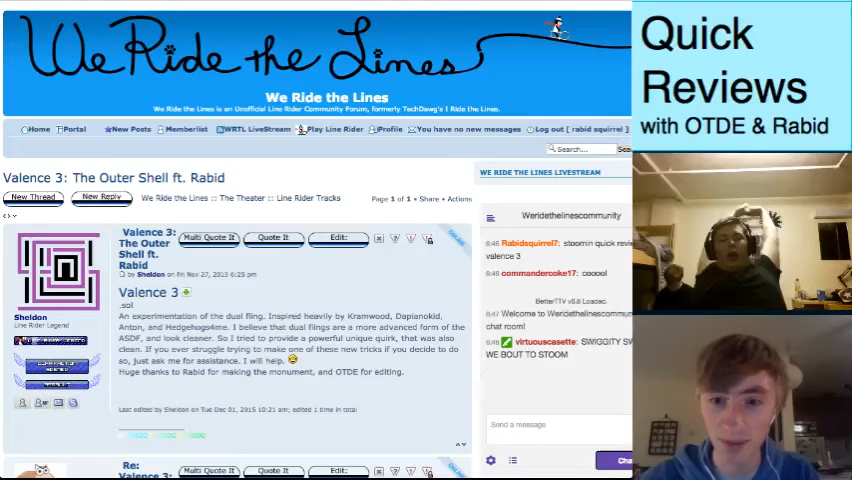 We Ride the Lines
We Ride the Lines
We Ride the Lines is an Unofficial Line Rider Community Forum, formerly TechDawg's I Ride the Lines.
Home Portal New Posts Memberlist WRTL LiveStream Play Line Rider Profile You have no new messages Log out [ rabid squirrel ]
Search... Sea
Valence 3: The Outer Shell ft. Rabid
New Thread New Reply We Ride the Lines :: The Theater :: Line Rider Tracks Page 1 of 1 • Share • Actions
Valence 3:
The Outer
Shell ft.
Rabid
Multi Quote It Quote It Edit:
ONLINE
by Sheldon on Fri Nov 27, 2015 6:25 pm
Valence 3
.sol
An experimentation of the dual fling. Inspired heavily by Kramwood, Dapianokid,
Anton, and Hedgehogs4me. I believe that dual flings are a more advanced form of the
ASDF, and look cleaner. So I tried to provide a powerful unique quirk, that was also
clean. If you ever struggle trying to make one of these new tricks if you decide to do
so, just ask me for assistance. I will help.
Huge thanks to Rabid for making the monument, and OTDE for editing.
Last edited by Sheldon on Tue Dec 01, 2015 10:21 am; edited 1 time in total
Sheldon
Line Rider Legend
Re:
Valence 3:
Multi Quote It Quote It Edit:
WE RIDE THE LINES LIVESTREAM
Weridethelinescommunity
6:45 Rabidsquirrel7: stoomin quick revi
valence 3
6:46 commandercoke17: cooool
BetterTTV v6.8 Loaded.
6:47 Welcome to Weridethelinescommunit
chat room!
6:48 virtuouscasette: SWIGGITY SW
WE BOUT TO STOOM
Send a message
Cha
Quick
Reviews
with OTDE & Rabid